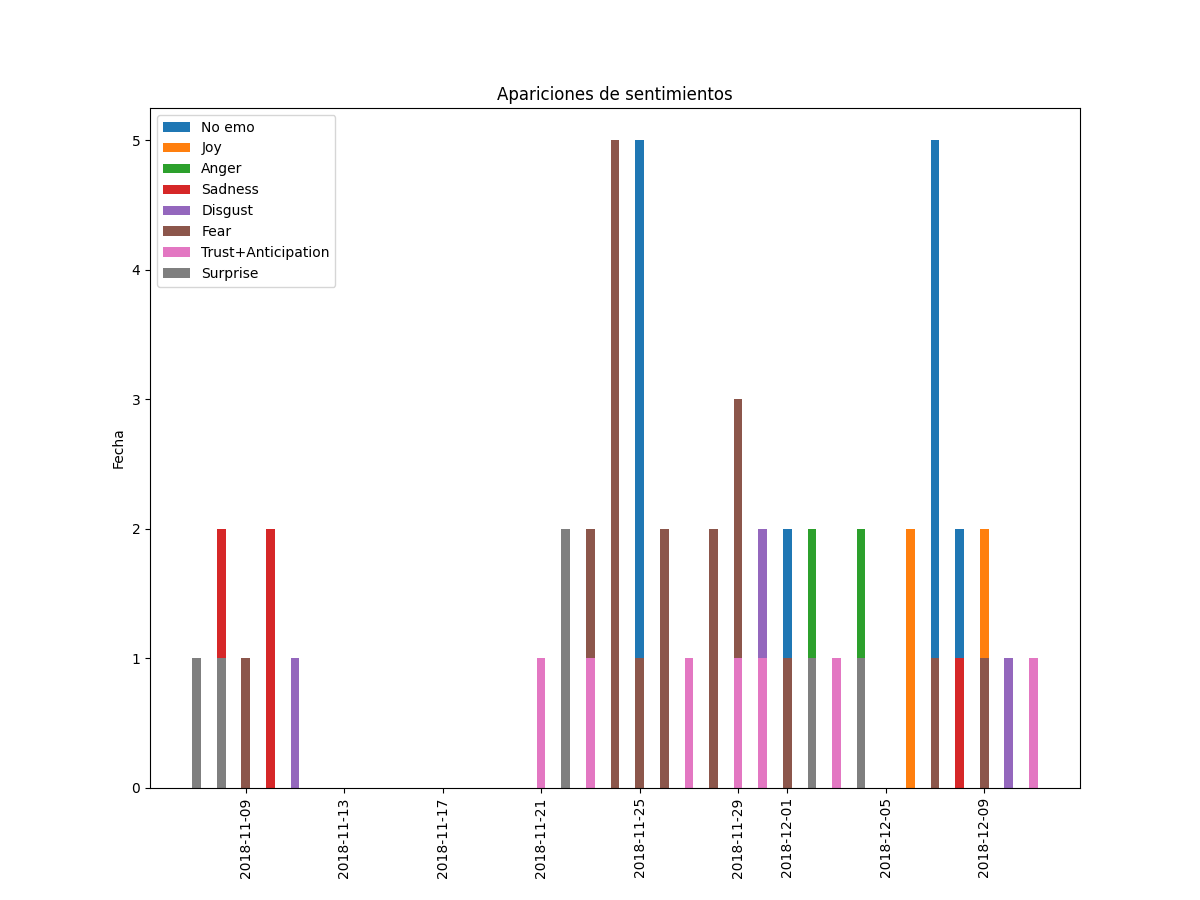 Apariciones de sentimientos
No emo
Joy
Anger
Sadness
Disgust
Fear
Trust+Anticipation
Surprise
Fecha
5
4
3
2
1
0
2018-11-09
2018-11-13
2018-11-17
2018-11-21
2018-11-25
2018-11-29
2018-12-01
2018-12-05
2018-12-09